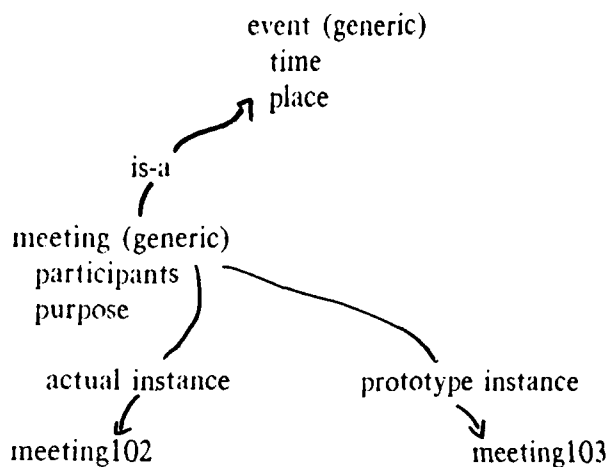 event (generic)
time
place
is-a
meeting (generic)
participants
purpose
actual instance
prototype instance
meeting102
meeting103